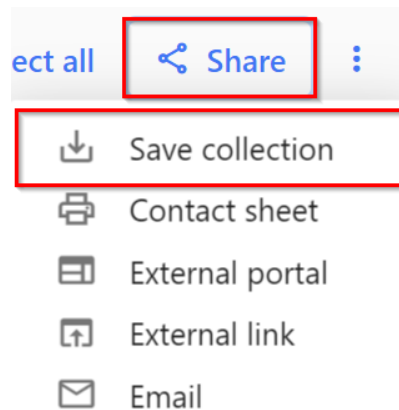 ect all Share
Save collection
Contact sheet
External portal
External link
Email